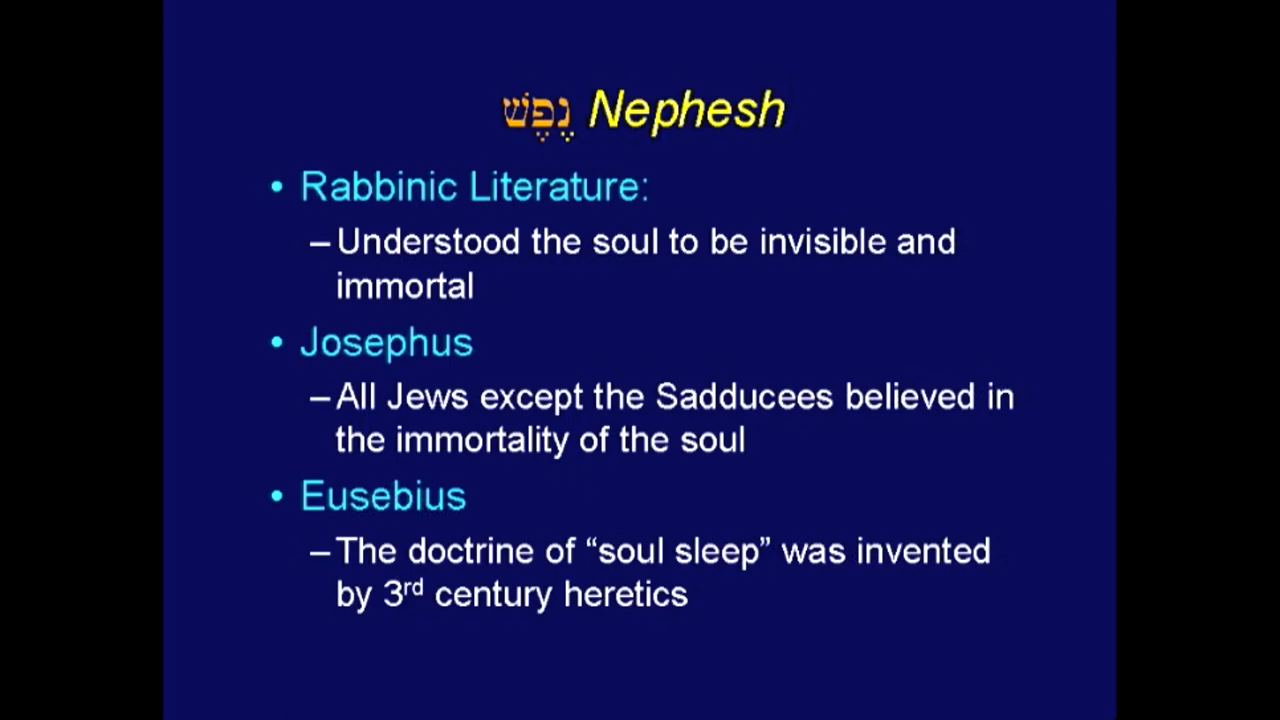 נֶפֶשׁ Nephesh
• Rabbinic Literature:
– Understood the soul to be invisible and
immortal
• Josephus
– All Jews except the Sadducees believed in
the immortality of the soul
• Eusebius
– The doctrine of “soul sleep” was invented
by 3rd century heretics